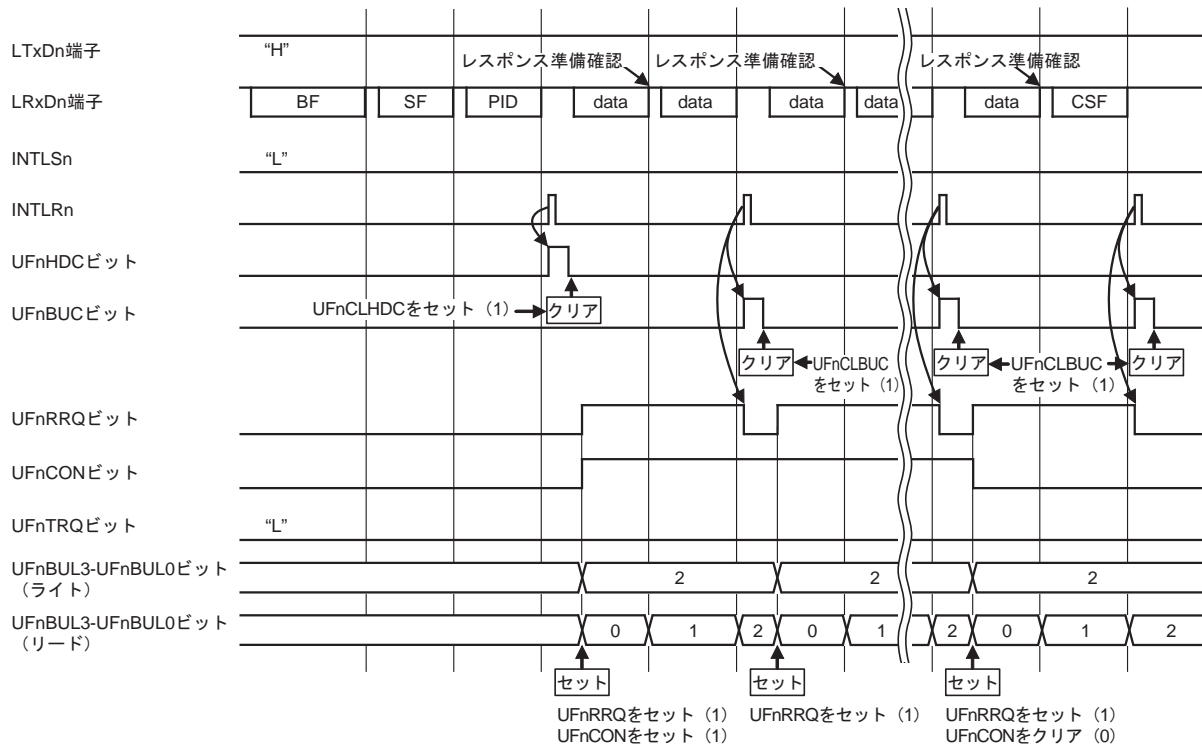 LTxDn端子 “H”
レスポンス準備確認 レスポンス準備確認 レスポンス準備確認
LRxDn端子 BF SF PID data data data data data CSF
INTLSn “L”
INTLRn
UFnHDCビット
UFnCLHDCをセット（1） クリア
UFnBUCビット
クリア UFnCLBUC クリア UFnCLBUC クリア
をセット（1） をセット（1）
UFnRRQビット
UFnCONビット
UFnTRQビット “L”
UFnBUL3-UFnBUL0ビット
（ライト） 2 2 2
UFnBUL3-UFnBUL0ビット
（リード） 0 1 2 0 1 2 0 1 2
セット セット セット
UFnRRQをセット（1） UFnRRQをセット（1） UFnRRQをセット（1）
UFnCONをセット（1） UFnCONをクリア（0）